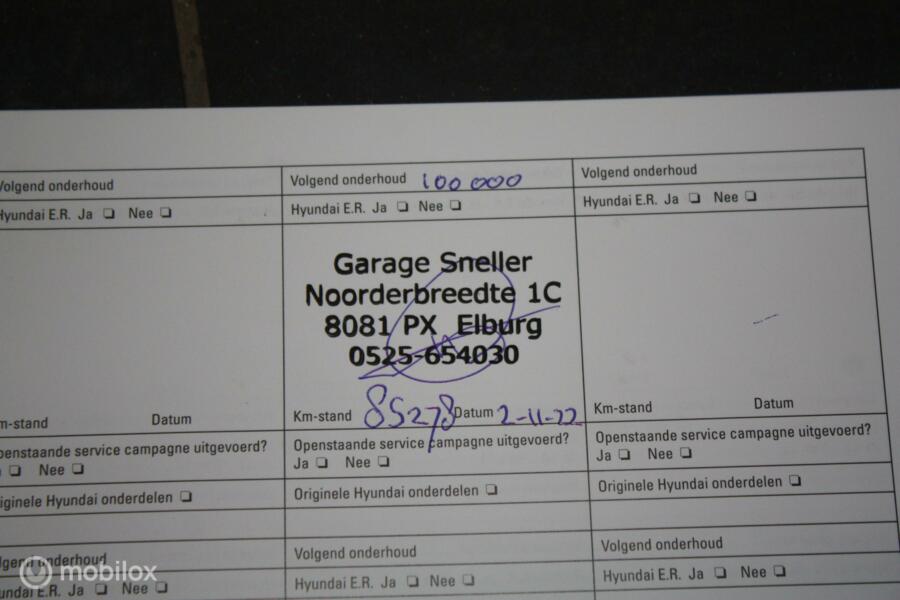 Volgend onderhoud
Hyundai E.R. Ja ❏ Nee ❏
Km-stand Datum
Openstaande service campagne uitgevoerd?
❏ Nee ❏
Originele Hyundai onderdelen ❏
Volgend onderhoud
Hyundai E.R. Ja ❏ Nee ❏
Volgend onderhoud 100 000
Hyundai E.R. Ja ❏ Nee ❏
Garage Sneller
Noorderbreedte 1C
8081 PX Elburg
0525-654030
Km-stand 85278 Datum 2-11-22
Openstaande service campagne uitgevoerd?
Ja ❏ Nee ❏
Originele Hyundai onderdelen ❏
Volgend onderhoud
Hyundai E.R. Ja ❏ Nee ❏
Volgend onderhoud
Hyundai E.R. Ja ❏ Nee ❏
Km-stand Datum
Openstaande service campagne uitgevoerd?
Ja ❏ Nee ❏
Originele Hyundai onderdelen ❏
Volgend onderhoud
Hyundai E.R. Ja ❏ Nee ❏
mobilox